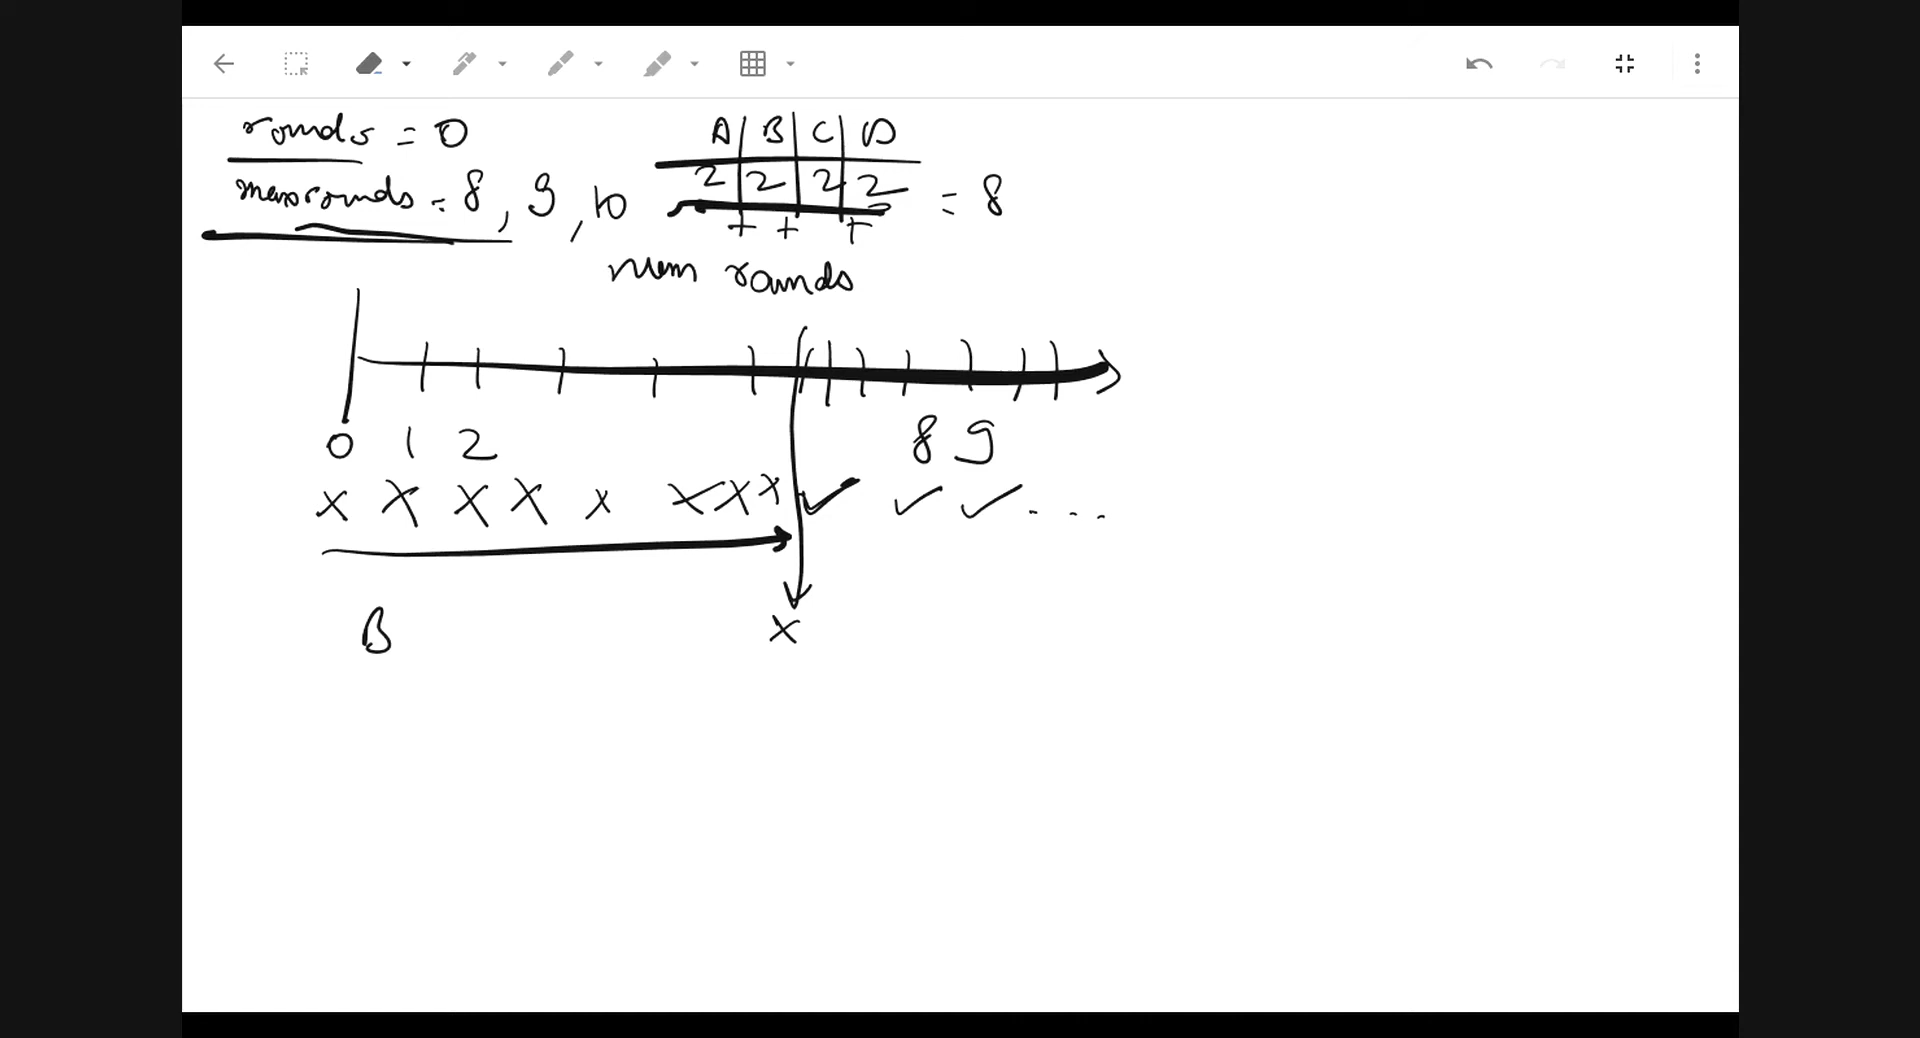 rounds = 0
A B C D
maxrounds = 8, 9, 10
2 2 2 2 = 8
+ + +
num rounds
0 1 2 8 9
x x x x x x x x ✓ ✓ ✓ ...
B x